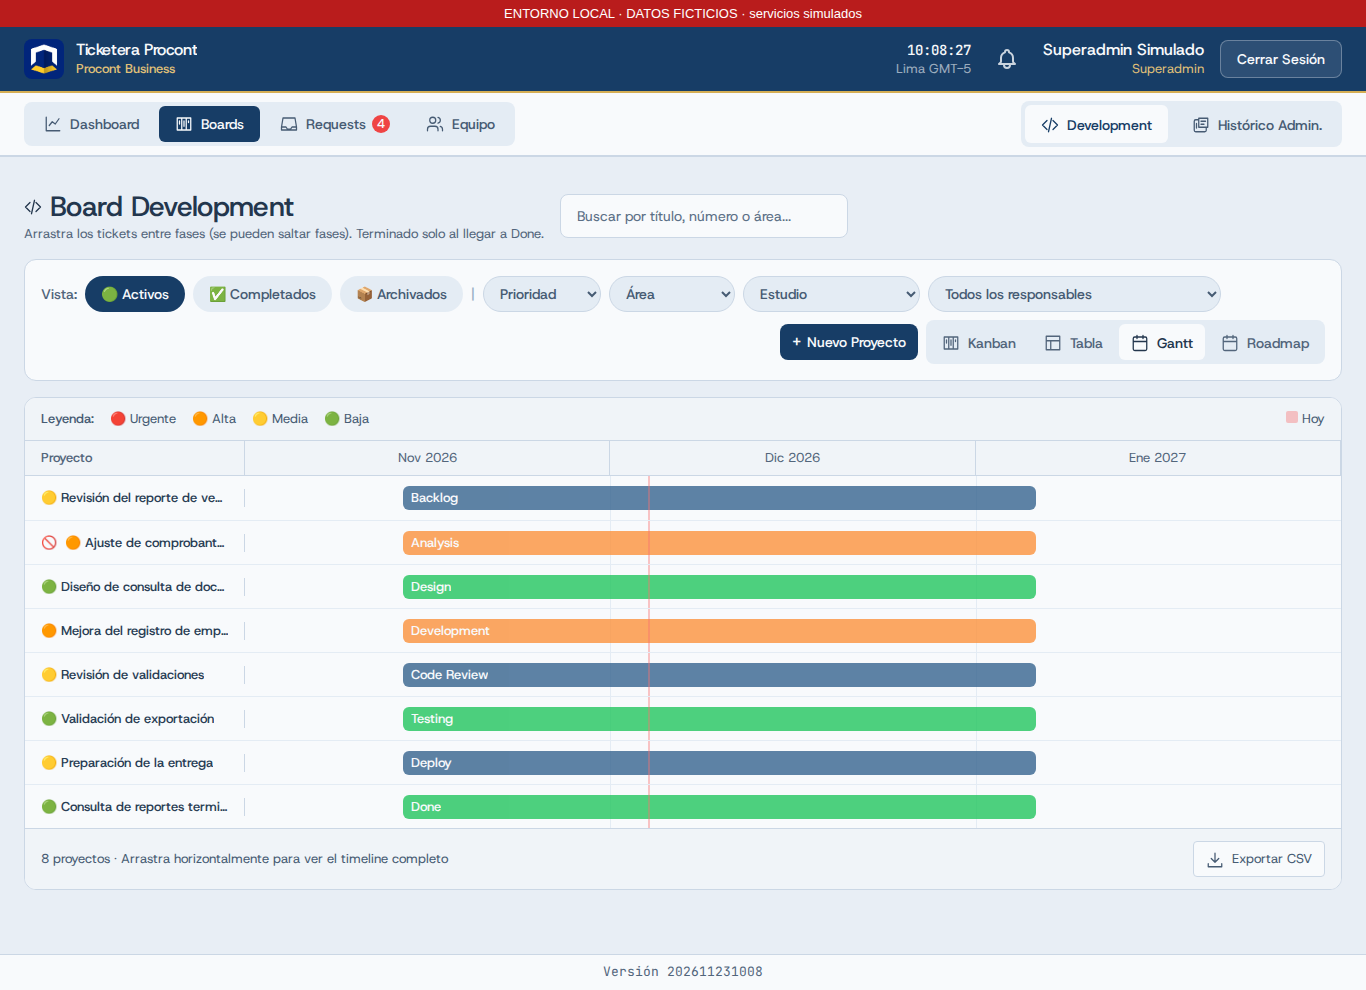 ENTORNO LOCAL · DATOS FICTICIOS · servicios simulados
Ticketera Procont
Procont Business
10:08:27
Lima GMT-5
Superadmin Simulado
Superadmin
Cerrar Sesión
Dashboard
Boards
Requests 4
Equipo
Development
Histórico Admin.
Board Development
Arrastra los tickets entre fases (se pueden saltar fases). Terminado solo al llegar a Done.
Buscar por título, número o área...
Vista: Activos Completados Archivados | Prioridad Área Estudio Todos los responsables
+ Nuevo Proyecto Kanban Tabla Gantt Roadmap
Leyenda: Urgente Alta Media Baja Hoy
Proyecto Nov 2026 Dic 2026 Ene 2027
Revisión del reporte de ve... Backlog
Ajuste de comprobant... Analysis
Diseño de consulta de doc... Design
Mejora del registro de emp... Development
Revisión de validaciones Code Review
Validación de exportación Testing
Preparación de la entrega Deploy
Consulta de reportes termi... Done
8 proyectos · Arrastra horizontalmente para ver el timeline completo
Exportar CSV
Versión 202611231008